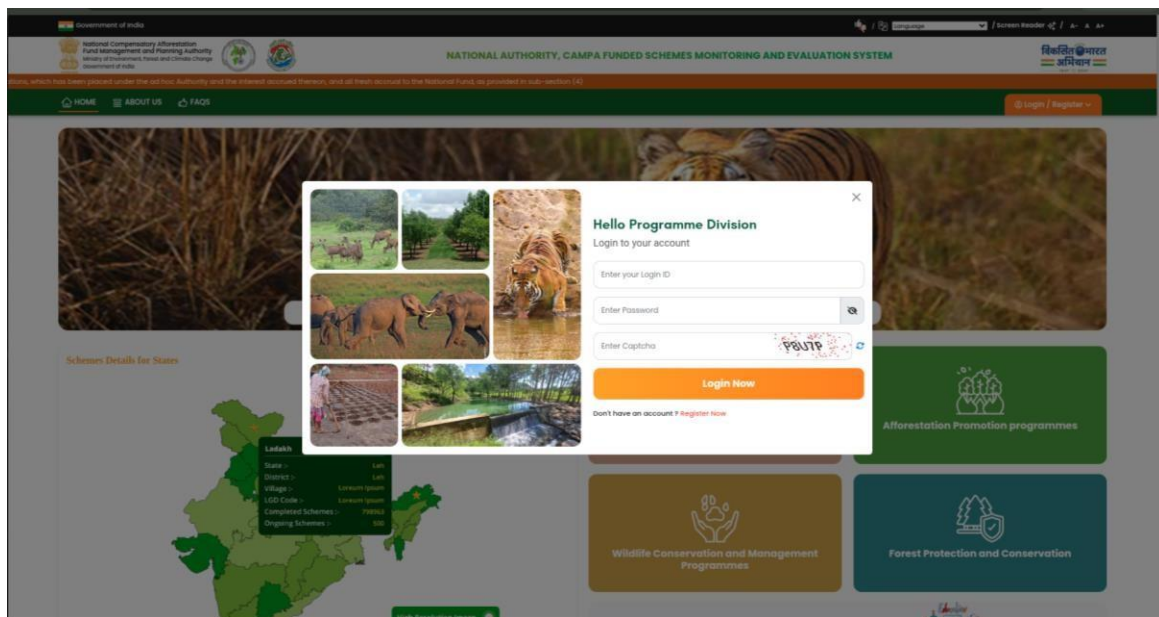 Government of India
/ Language / Screen Reader / A- A A+
National Compensatory Afforestation
Fund Management and Planning Authority
Ministry of Environment, Forest and Climate Change
Government of India
NATIONAL AUTHORITY, CAMPA FUNDED SCHEMES MONITORING AND EVALUATION SYSTEM
विकसित भारत
अभियान
ions, which has been placed under the ad hoc Authority and the interest accrued thereon, and all fresh accrual to the National Fund, as provided in sub-section (4)
HOME ABOUT US FAQS
Login / Register
Hello Programme Division
Login to your account
Enter your Login ID
Enter Password
Enter Captcha P8U7P
Login Now
Don't have an account ? Register Now
Schemes Details for States
Ladakh
State :- Leh
District :- Leh
Village :- Loreum Ipsum
LGD Code :- Loreum Ipsum
Completed Schemes :- 798963
Ongoing Schemes :- 500
Afforestation Promotion programmes
Wildlife Conservation and Management
Programmes
Forest Protection and Conservation